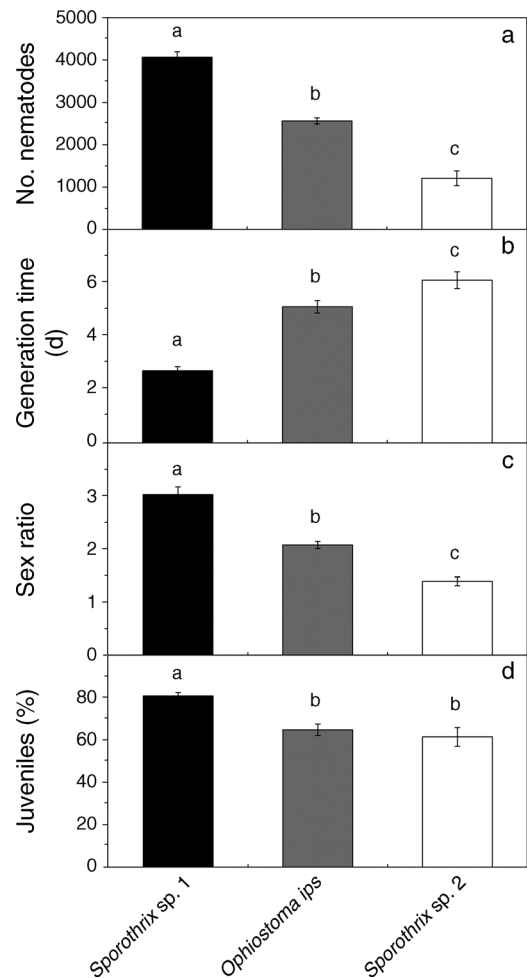 a
5000
4000
3000
2000
1000
0
No. nematodes
a
b
c
b
6
4
2
0
Generation time
(d)
a
b
c
c
3
2
1
0
Sex ratio
a
b
c
d
80
60
40
20
0
Juveniles (%)
a
b
b
Sporothrix sp. 1
Ophiostoma ips
Sporothrix sp. 2